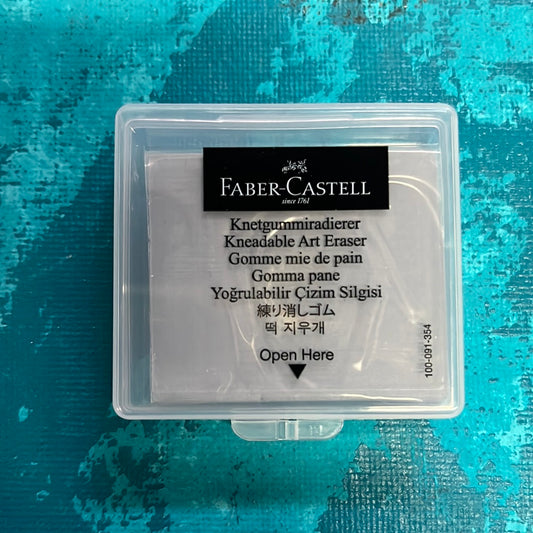 FABER-CASTELL
since 1761
Knetgummiradierer
Kneadable Art Eraser
Gomme mie de pain
Gomma pane
Yoğrulabilir Çizim Silgisi
練り消しゴム
떡 지우개
Open Here
100-091-354